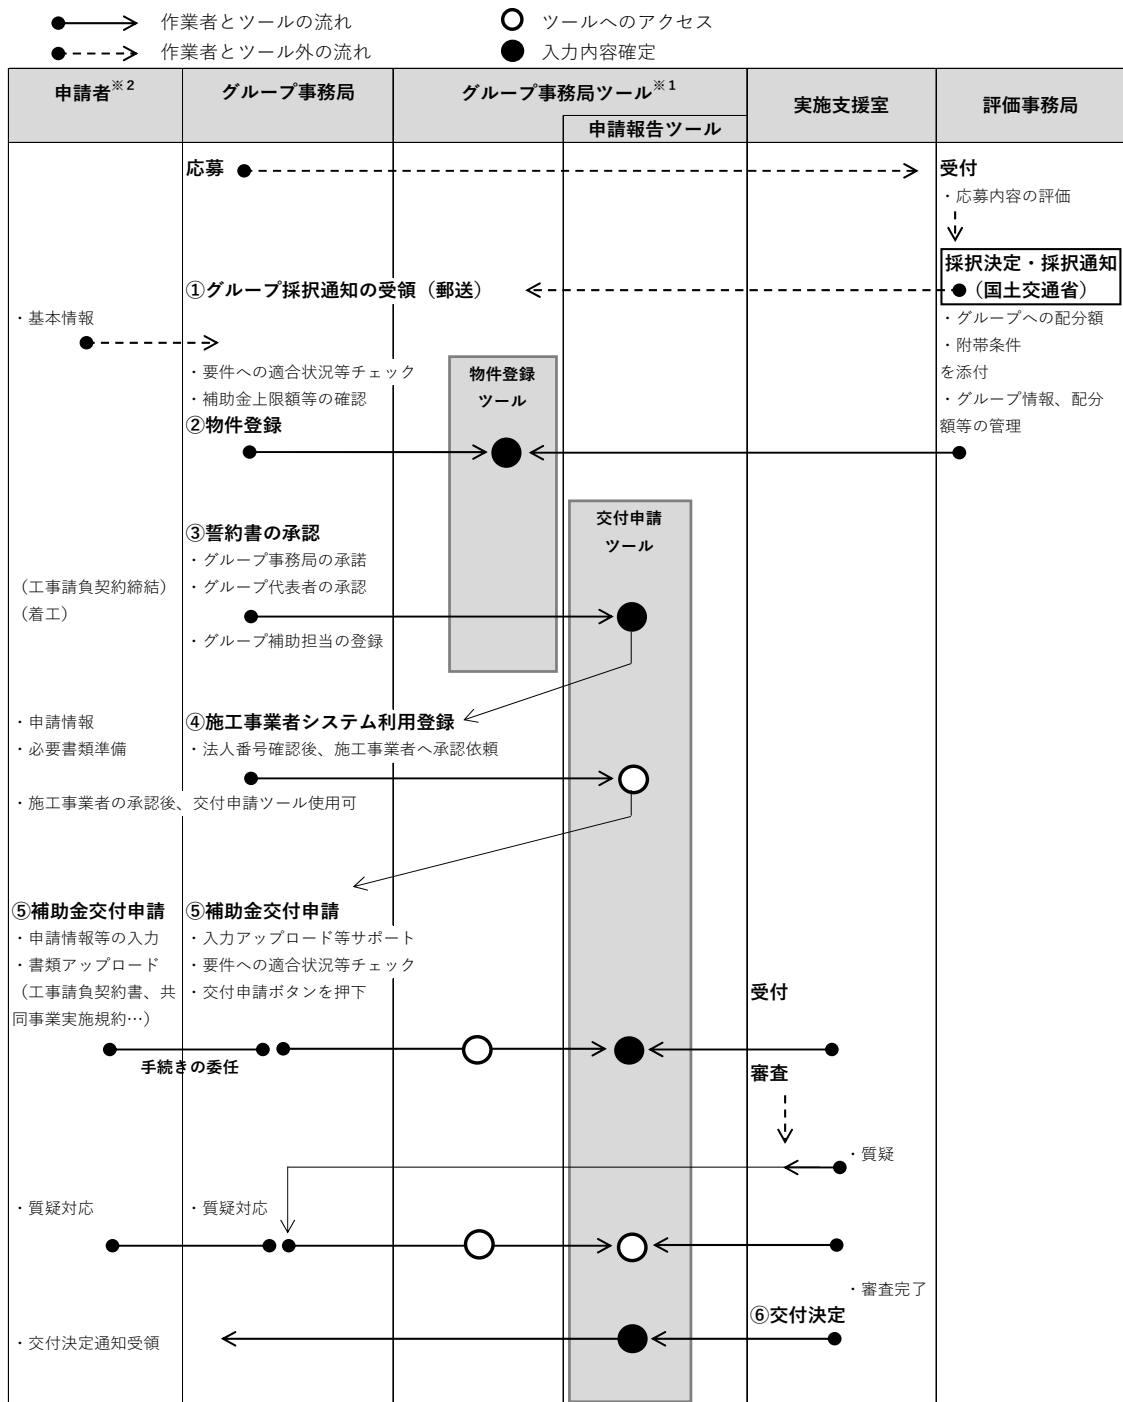 作業者とツールの流れ
ツールへのアクセス
作業者とツール外の流れ
入力内容確定
申請者※2
グループ事務局
グループ事務局ツール※1
申請報告ツール
実施支援室
評価事務局
応募
受付
・応募内容の評価
採択決定・採択通知
（国土交通省）
①グループ採択通知の受領（郵送）
・基本情報
・グループへの配分額
・附帯条件
を添付
・グループ情報、配分
額等の管理
・要件への適合状況等チェック
・補助金上限額等の確認
②物件登録
物件登録
ツール
③誓約書の承認
・グループ事務局の承諾
・グループ代表者の承認
・グループ補助担当の登録
交付申請
ツール
（工事請負契約締結）
（着工）
・申請情報
・必要書類準備
④施工事業者システム利用登録
・法人番号確認後、施工事業者へ承認依頼
・施工事業者の承認後、交付申請ツール使用可
⑤補助金交付申請
・申請情報等の入力
・書類アップロード
（工事請負契約書、共
同事業実施規約…）
⑤補助金交付申請
・入力アップロード等サポート
・要件への適合状況等チェック
・交付申請ボタンを押下
受付
手続きの委任
審査
・質疑
・質疑対応
・質疑対応
・審査完了
⑥交付決定
・交付決定通知受領